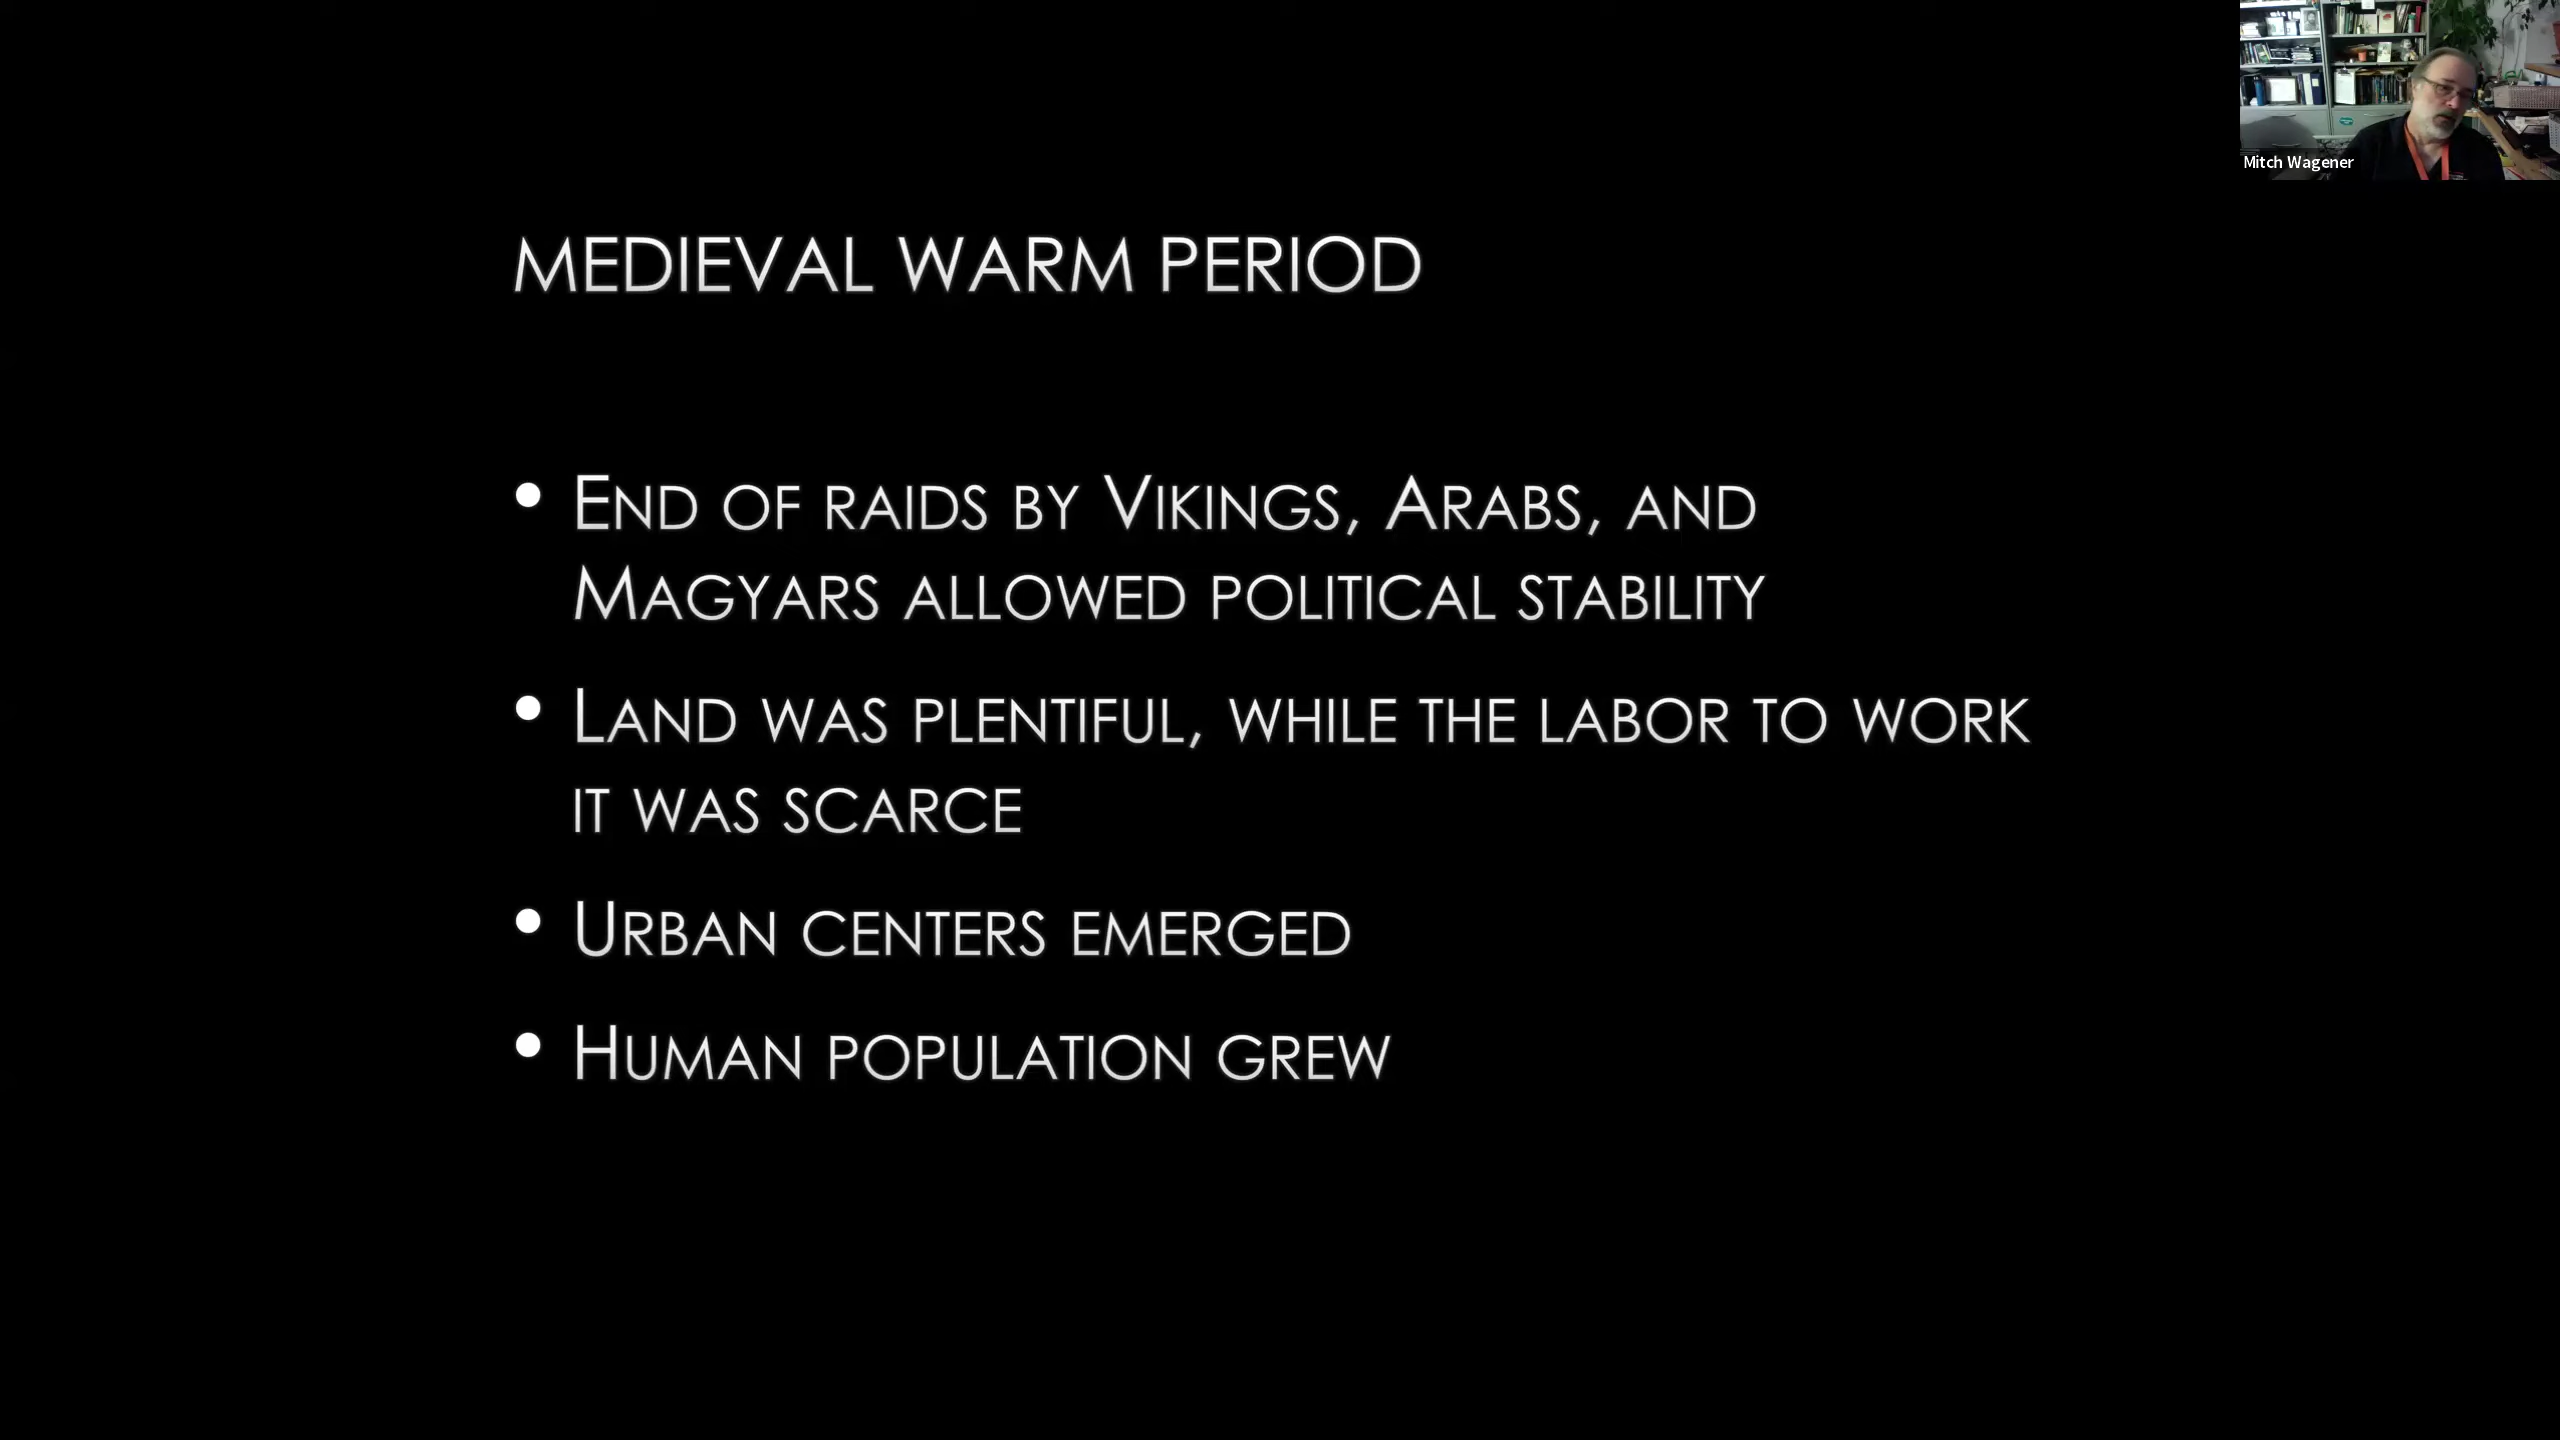 Mitch Wagener
MEDIEVAL WARM PERIOD
• END OF RAIDS BY VIKINGS, ARABS, AND
MAGYARS ALLOWED POLITICAL STABILITY
• LAND WAS PLENTIFUL, WHILE THE LABOR TO WORK
IT WAS SCARCE
• URBAN CENTERS EMERGED
• HUMAN POPULATION GREW